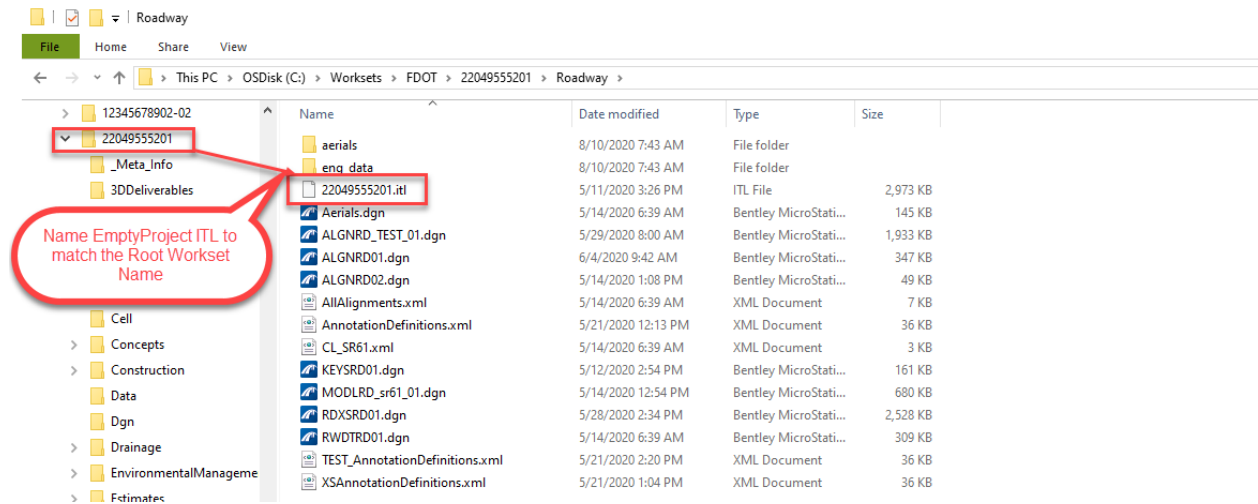 Roadway
File Home Share View
This PC > OSDisk (C:) > Worksets > FDOT > 22049555201 > Roadway >
12345678902-02
22049555201
_Meta_Info
3DDeliverables
Name EmptyProject ITL to
match the Root Workset
Name
Cell
Concepts
Construction
Data
Dgn
Drainage
EnvironmentalManageme
Estimates
Name Date modified Type Size
aerials 8/10/2020 7:43 AM File folder
eng_data 8/10/2020 7:43 AM File folder
22049555201.itl 5/11/2020 3:26 PM ITL File 2,973 KB
Aerials.dgn 5/14/2020 6:39 AM Bentley MicroStati... 145 KB
ALGNRD_TEST_01.dgn 5/29/2020 8:00 AM Bentley MicroStati... 1,933 KB
ALGNRD01.dgn 6/4/2020 9:42 AM Bentley MicroStati... 347 KB
ALGNRD02.dgn 5/14/2020 1:08 PM Bentley MicroStati... 49 KB
AllAlignments.xml 5/14/2020 6:39 AM XML Document 7 KB
AnnotationDefinitions.xml 5/21/2020 12:13 PM XML Document 36 KB
CL_SR61.xml 5/14/2020 6:39 AM XML Document 3 KB
KEYSRD01.dgn 5/12/2020 2:54 PM Bentley MicroStati... 161 KB
MODLRD_sr61_01.dgn 5/14/2020 12:54 PM Bentley MicroStati... 680 KB
RDXSRD01.dgn 5/28/2020 2:34 PM Bentley MicroStati... 2,528 KB
RWDTRD01.dgn 5/14/2020 6:39 AM Bentley MicroStati... 309 KB
TEST_AnnotationDefinitions.xml 5/21/2020 2:20 PM XML Document 36 KB
XSAnnotationDefinitions.xml 5/21/2020 1:04 PM XML Document 36 KB